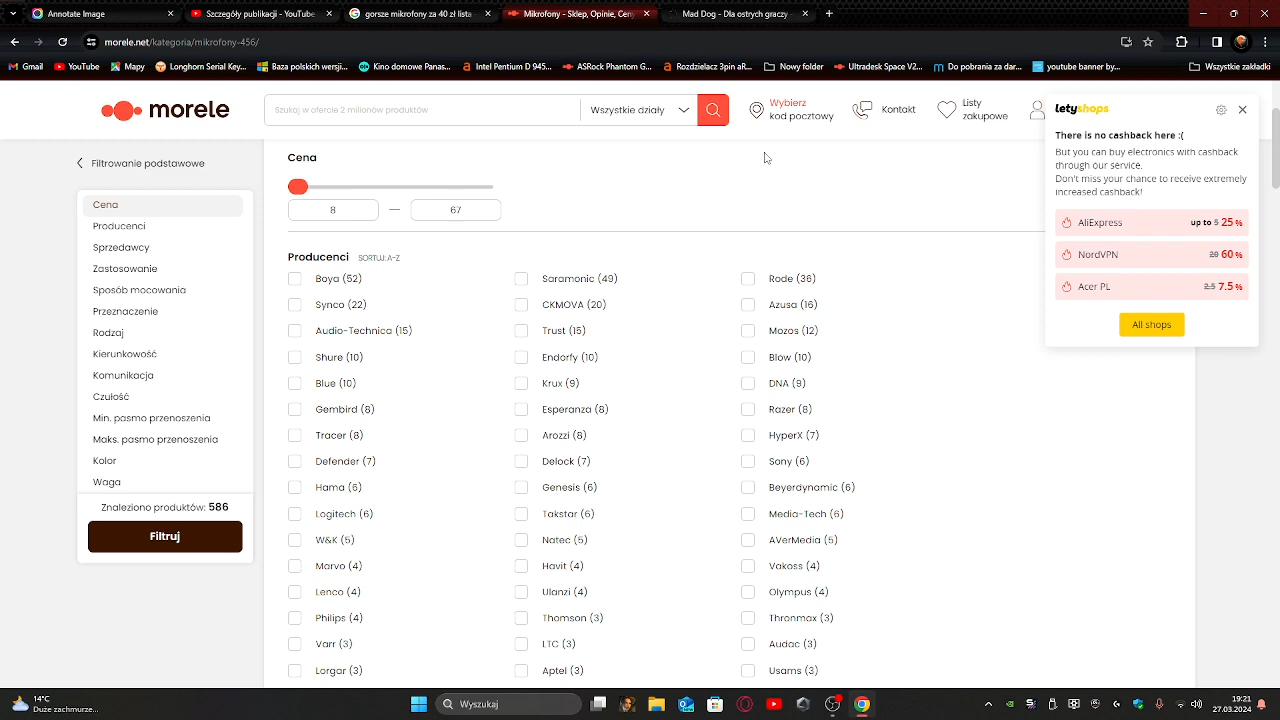 Annotate Image
Szczegóły publikacji - YouTube
gorsze mikrofony za 40 zł lista
Mikrofony - Sklep, Opinie, Cen
Mad Dog - Dla ostrych graczy
morele.net/kategoria/mikrofony-456/
Gmail
YouTube
Mapy
Longhorn Serial Key...
Baza polskich wersji...
Kino domowe Panas...
Intel Pentium D 945...
ASRock Phantom G...
Rozdzielacz 3pin aR...
Nowy folder
Ultradesk Space V2...
Do pobrania za dar...
youtube banner by...
Wszystkie zakładki
morele
Szukaj w ofercie 2 milionów produktów
Wszystkie działy
Wybierz
kod pocztowy
Kontakt
Listy
zakupowe
Filtrowanie podstawowe
Cena
Producenci
Sprzedawcy
Zastosowanie
Sposób mocowania
Przeznaczenie
Rodzaj
Kierunkowość
Komunikacja
Czułość
Min. pasmo przenoszenia
Maks. pasmo przenoszenia
Kolor
Waga
Znaleziono produktów: 586
Filtruj
Cena
8 — 67
Producenci SORTUJ: A-Z
Boya (52) Saramonic (49) Rode (36)
Synco (22) CKMOVA (20) Azusa (16)
Audio-Technica (15) Trust (15) Mozos (12)
Shure (10) Endorfy (10) Blow (10)
Blue (10) Krux (9) DNA (9)
Gembird (8) Esperanza (8) Razer (8)
Tracer (8) Arozzi (8) HyperX (7)
Defender (7) Delock (7) Sony (6)
Hama (6) Genesis (6) Beyerdynamic (6)
Logitech (6) Takstar (6) Media-Tech (6)
W&K (5) Natec (5) AVerMedia (5)
Marvo (4) Havit (4) Vakoss (4)
Lenco (4) Ulanzi (4) Olympus (4)
Philips (4) Thomson (3) Thronmax (3)
Varr (3) LTC (3) Audac (3)
Lorgar (3) Aptel (3) Usams (3)
letyshops
There is no cashback here :(
But you can buy electronics with cashback
through our service.
Don't miss your chance to receive extremely
increased cashback!
AliExpress up to 5 25 %
NordVPN 20 60 %
Acer PL 2.5 7.5 %
All shops
14°C
Duże zachmurze...
Wyszukaj
19:21
27.03.2024